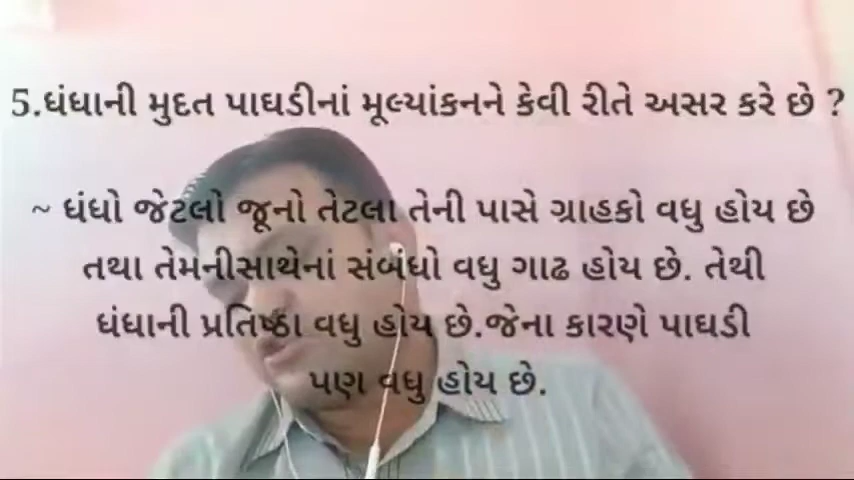 5.ધંધાની મુદત પાઘડીનાં મૂલ્યાંકનને કેવી રીતે અસર કરે છે ?
~ ધંધો જેટલો જૂનો તેટલા તેની પાસે ગ્રાહકો વધુ હોય છે
તથા તેમનીસાથેનાં સંબંધો વધુ ગાઢ હોય છે. તેથી
ધંધાની પ્રતિષ્ઠા વધુ હોય છે.જેના કારણે પાઘડી
પણ વધુ હોય છે.